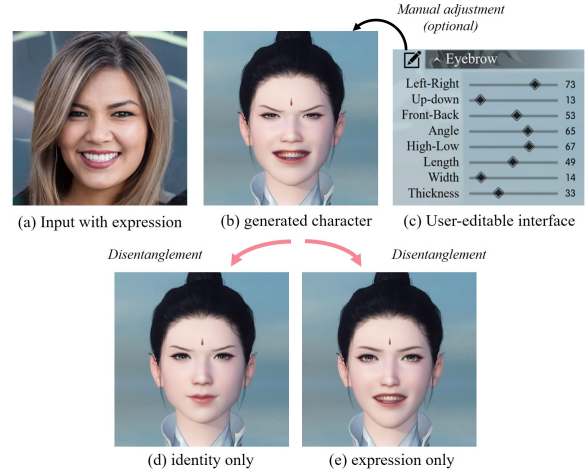 Manual adjustment
(optional)
Eyebrow
Left-Right 73
Up-down 13
Front-Back 53
Angle 65
High-Low 67
Length 49
Width 14
Thickness 33
(a) Input with expression
(b) generated character
(c) User-editable interface
Disentanglement
Disentanglement
(d) identity only
(e) expression only